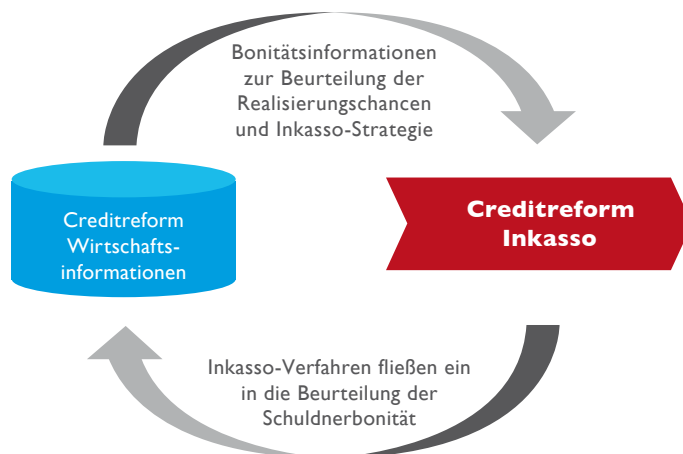 Bonitätsinformationen
zur Beurteilung der
Realisierungschancen
und Inkasso-Strategie
Creditreform
Wirtschafts-
informationen
Creditreform
Inkasso
Inkasso-Verfahren fließen ein
in die Beurteilung der
Schuldnerbonität